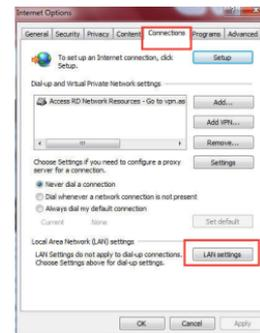 Internet Options
General Security Privacy Content Connections Programs Advanced
To set up an Internet connection, click
Setup.
Setup
Dial-up and Virtual Private Network settings
Access RD Network Resources - Go to vpn.as
Add...
Add VPN...
Remove...
Choose Settings if you need to configure a proxy
server for a connection.
Settings
Never dial a connection
Dial whenever a network connection is not present
Always dial my default connection
Current None
Set default
Local Area Network (LAN) settings
LAN Settings do not apply to dial-up connections.
Choose Settings above for dial-up settings.
LAN settings
OK Cancel Apply